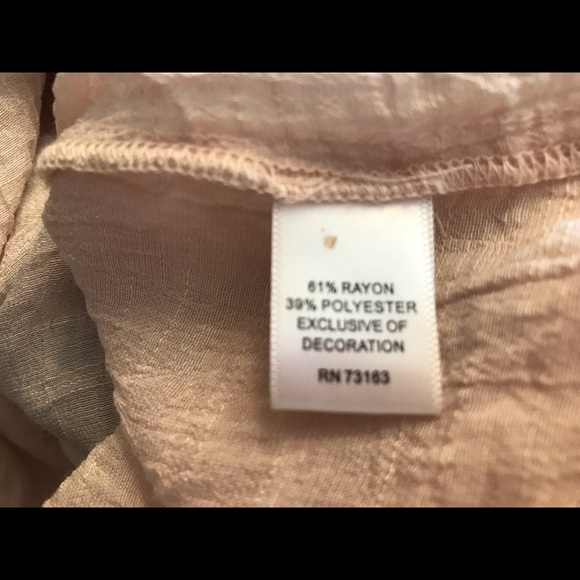 61% RAYON
39% POLYESTER
EXCLUSIVE OF
DECORATION
RN 73163